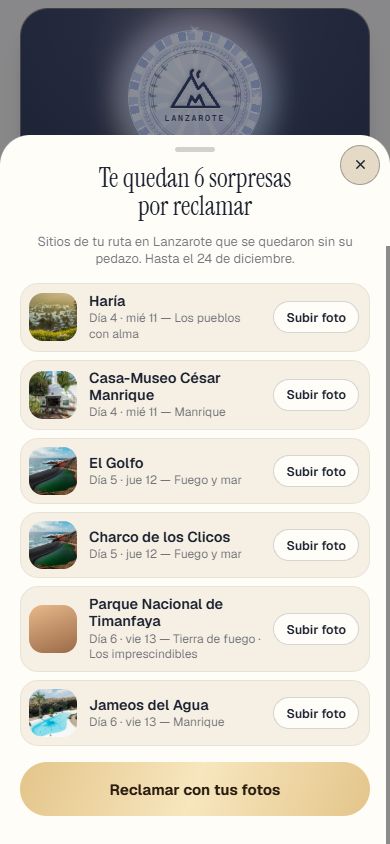 LANZAROTE
Te quedan 6 sorpresas
por reclamar
Sitios de tu ruta en Lanzarote que se quedaron sin su
pedazo. Hasta el 24 de diciembre.
Haría
Día 4 · mié 11 — Los pueblos
con alma
Subir foto
Casa-Museo César
Manrique
Día 4 · mié 11 — Manrique
Subir foto
El Golfo
Día 5 · jue 12 — Fuego y mar
Subir foto
Charco de los Clicos
Día 5 · jue 12 — Fuego y mar
Subir foto
Parque Nacional de
Timanfaya
Día 6 · vie 13 — Tierra de fuego ·
Los imprescindibles
Subir foto
Jameos del Agua
Día 6 · vie 13 — Manrique
Subir foto
Reclamar con tus fotos